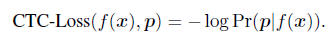 CTC-Loss(f(x), p) = − log Pr(p|f(x)).